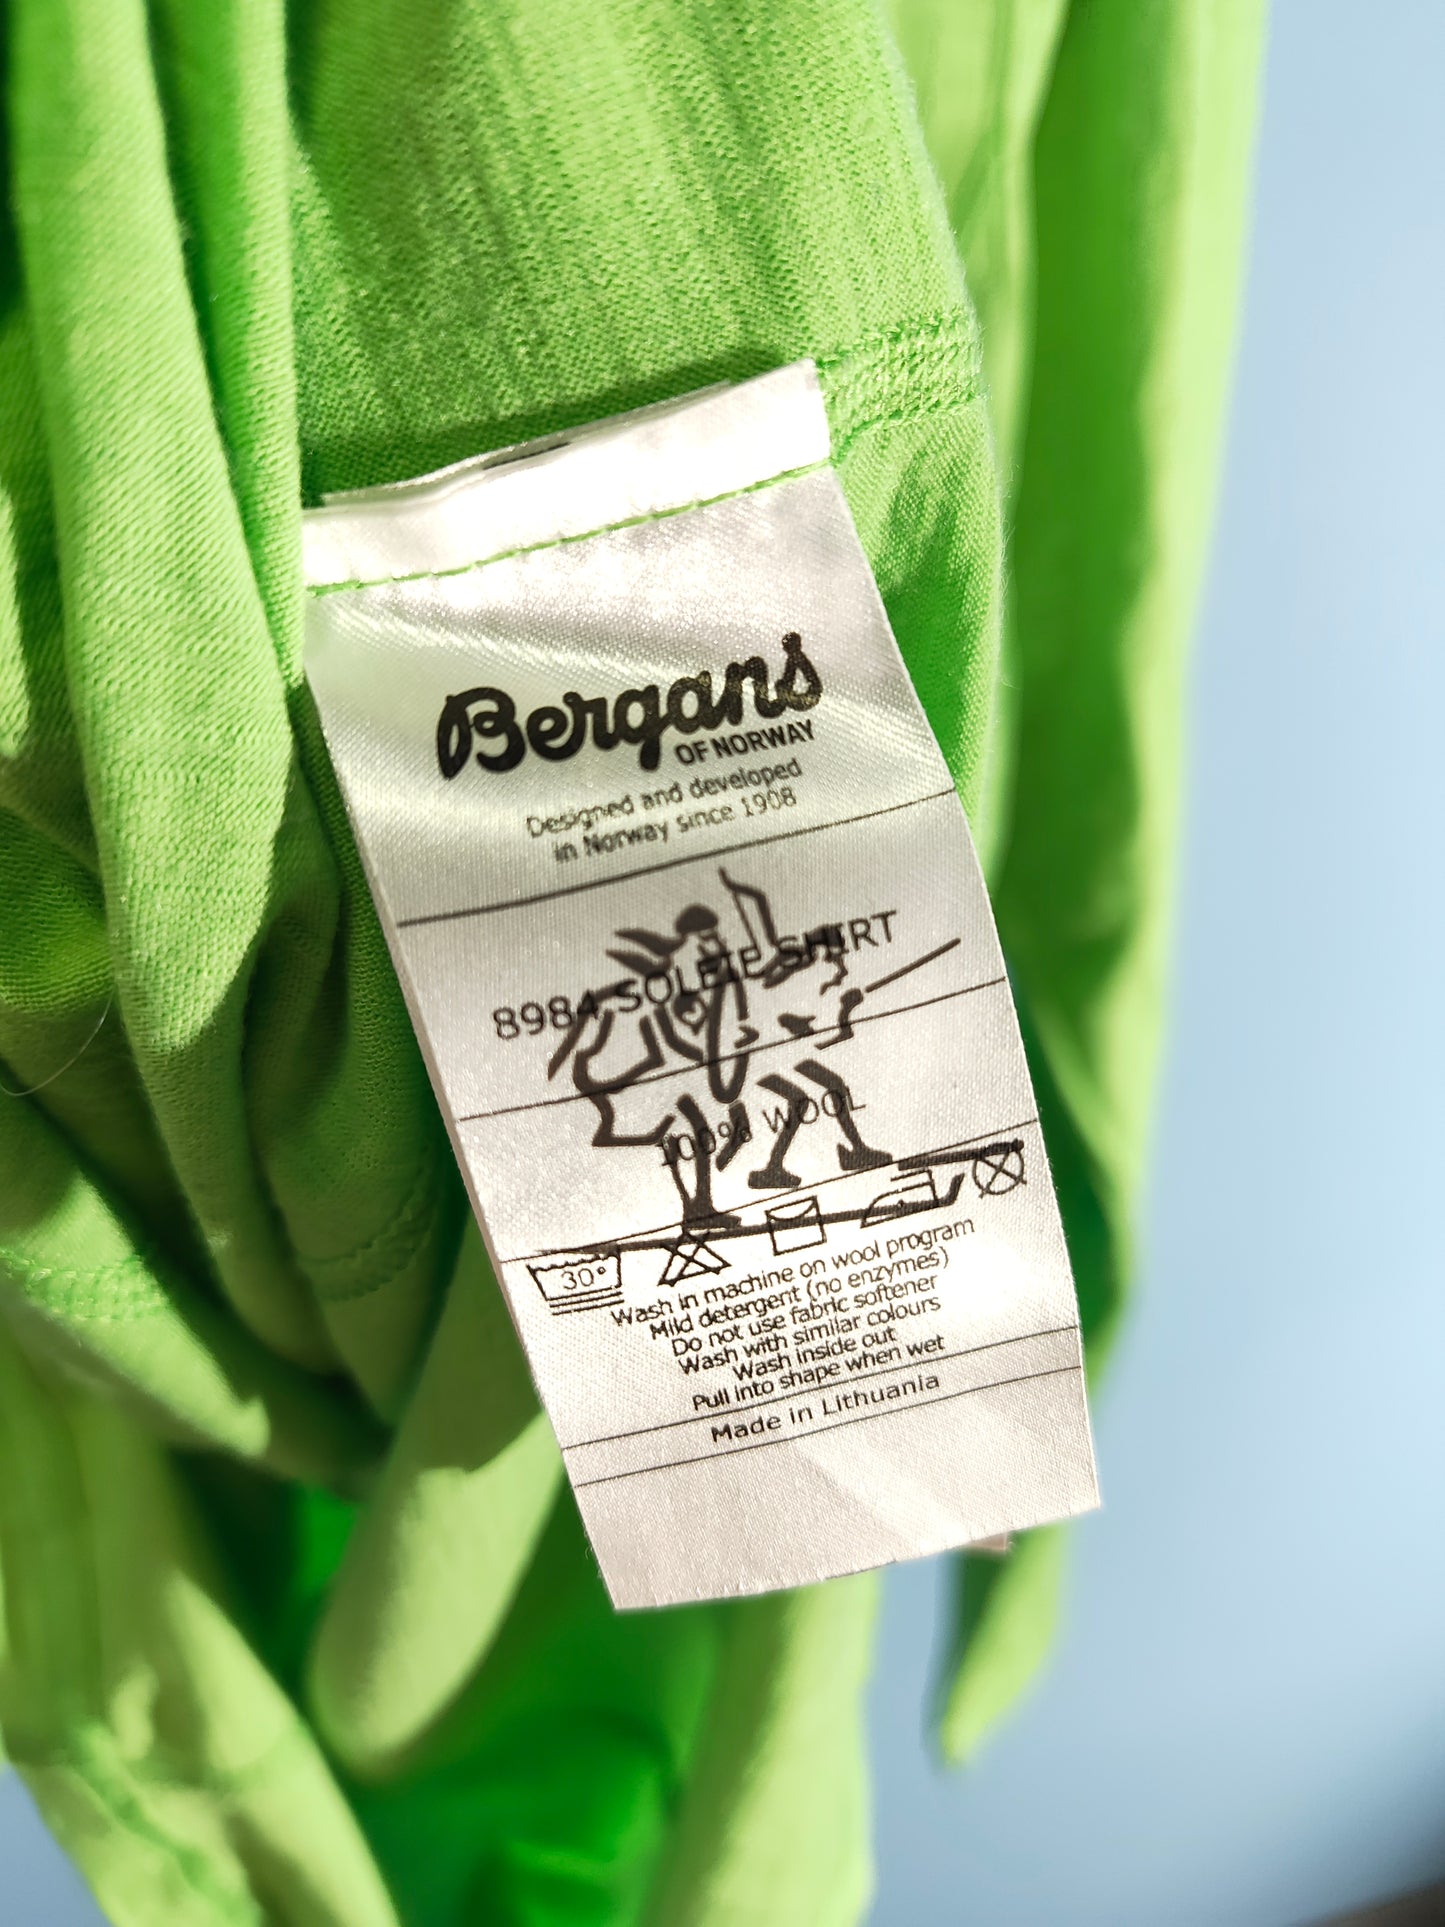 Bergans
OF NORWAY
Designed and developed
in Norway since 1908
8984 SOLEIE SHIRT
100% WOOL
30°
Wash in machine on wool program
Mild detergent (no enzymes)
Do not use fabric softener
Wash with similar colours
Wash inside out
Pull into shape when wet
Made in Lithuania